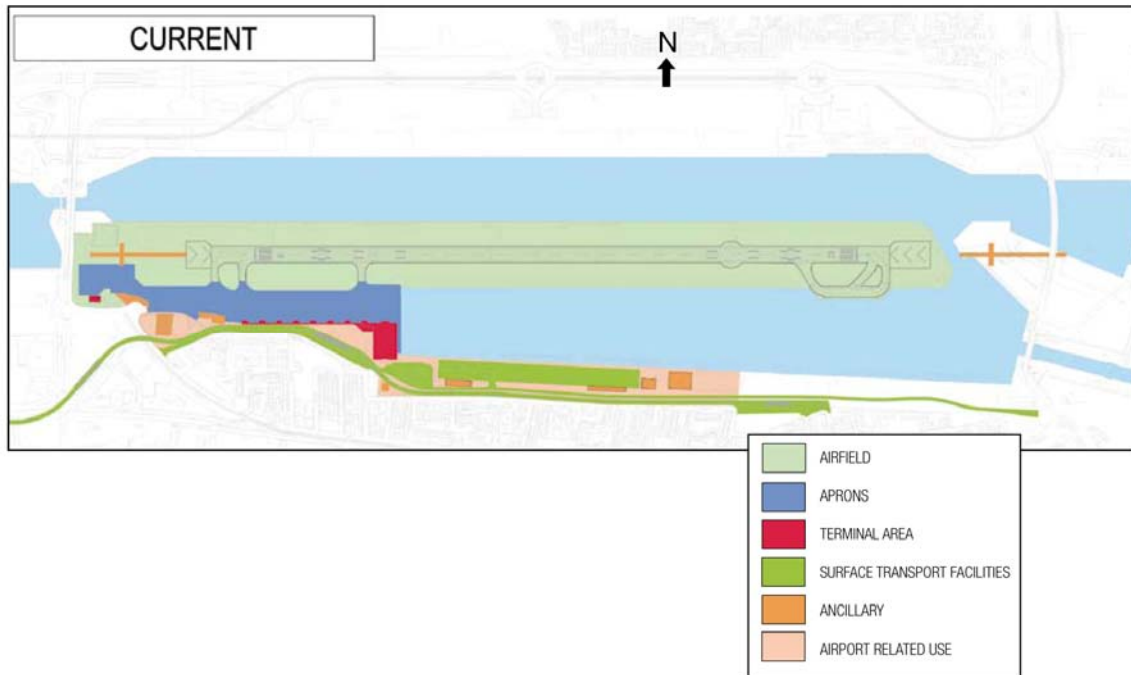 CURRENT
N
AIRFIELD
APRONS
TERMINAL AREA
SURFACE TRANSPORT FACILITIES
ANCILLARY
AIRPORT RELATED USE